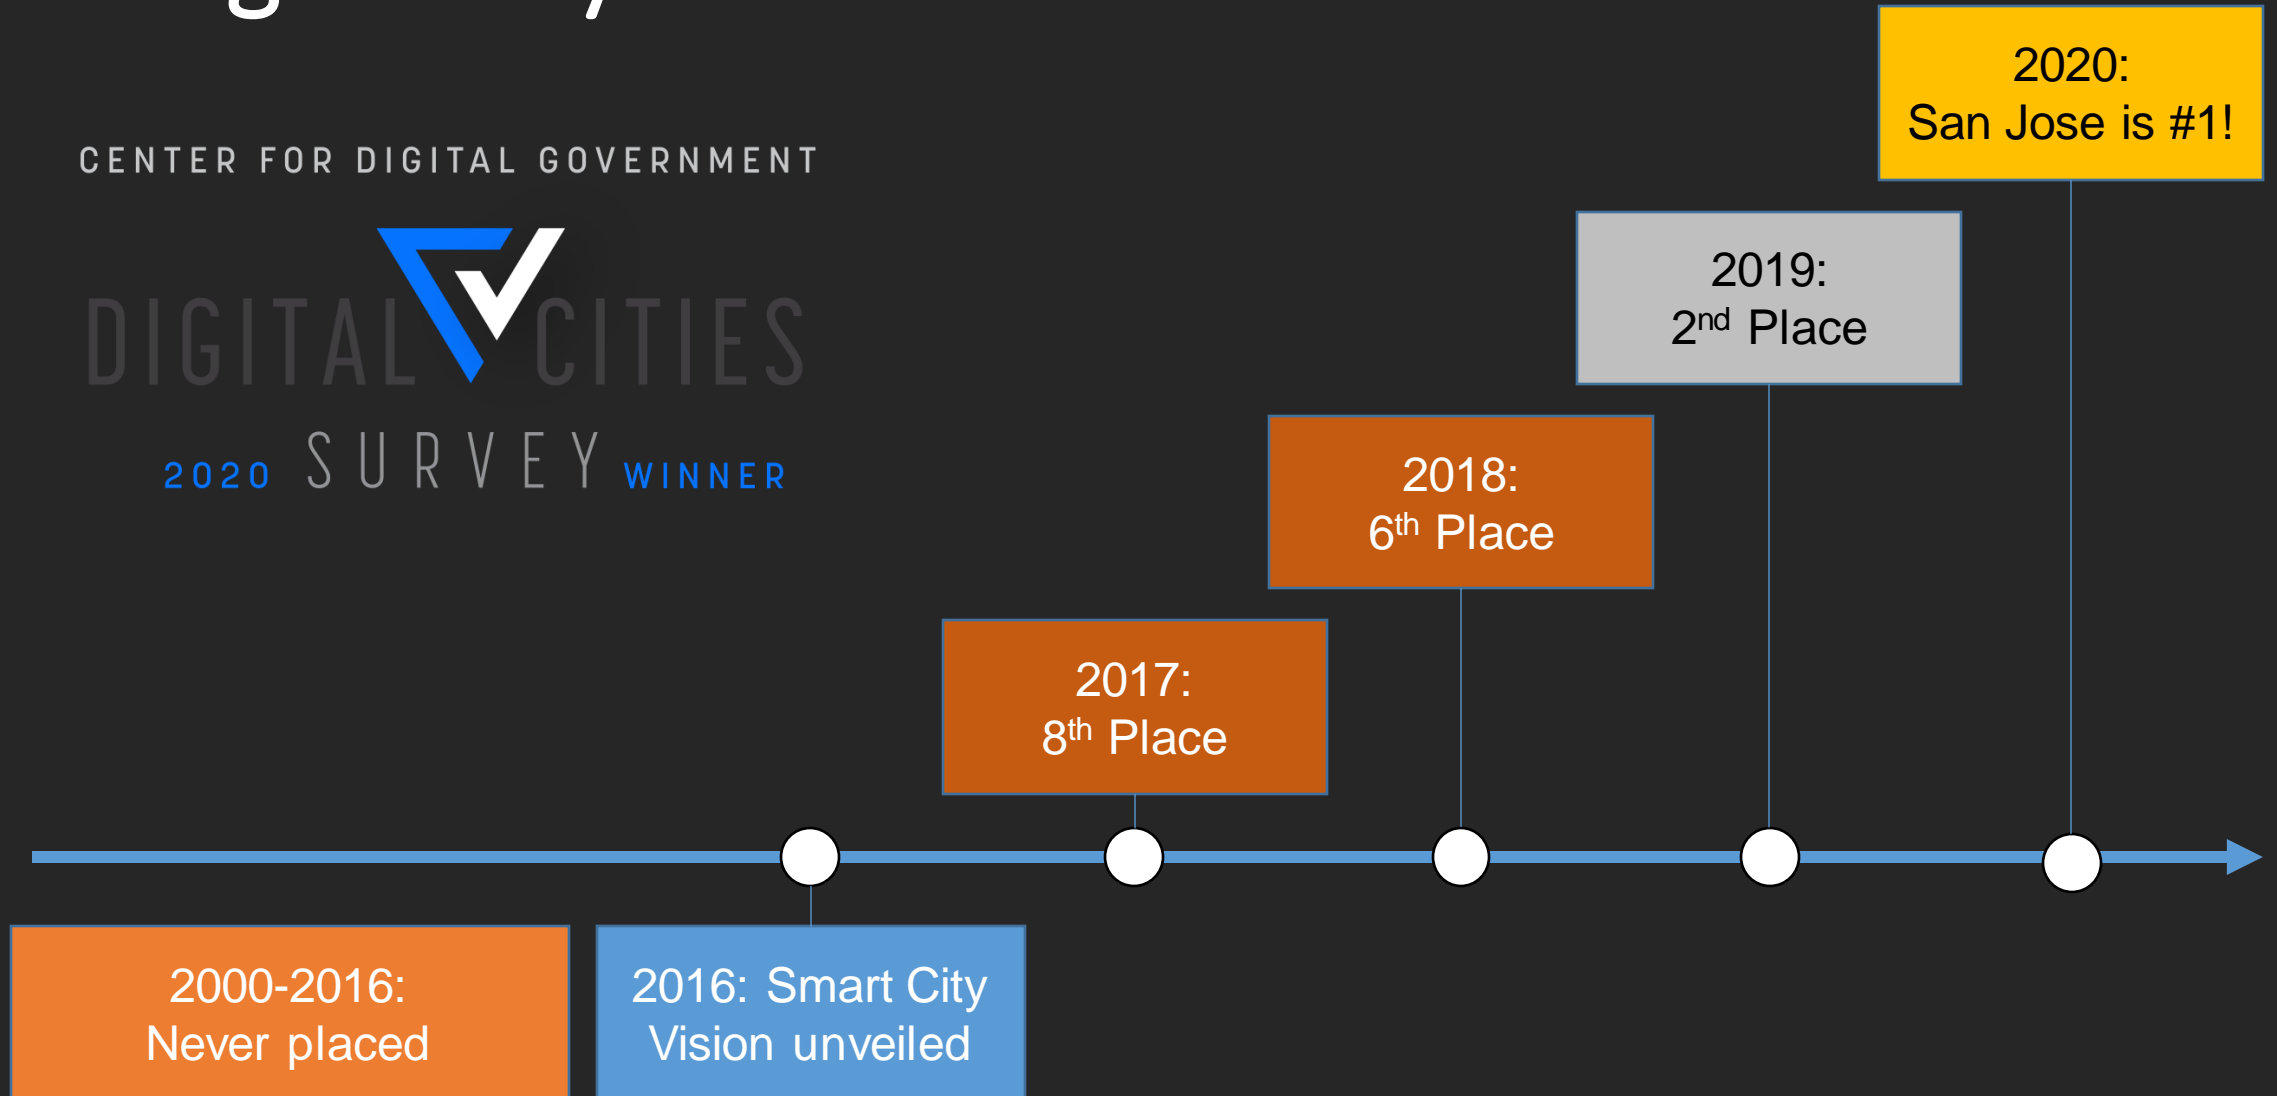 CENTER FOR DIGITAL GOVERNMENT
DIGITAL CITIES
2020 SURVEY WINNER
2020:
San Jose is #1!
2019:
2nd Place
2018:
6th Place
2017:
8th Place
2000-2016:
Never placed
2016: Smart City
Vision unveiled